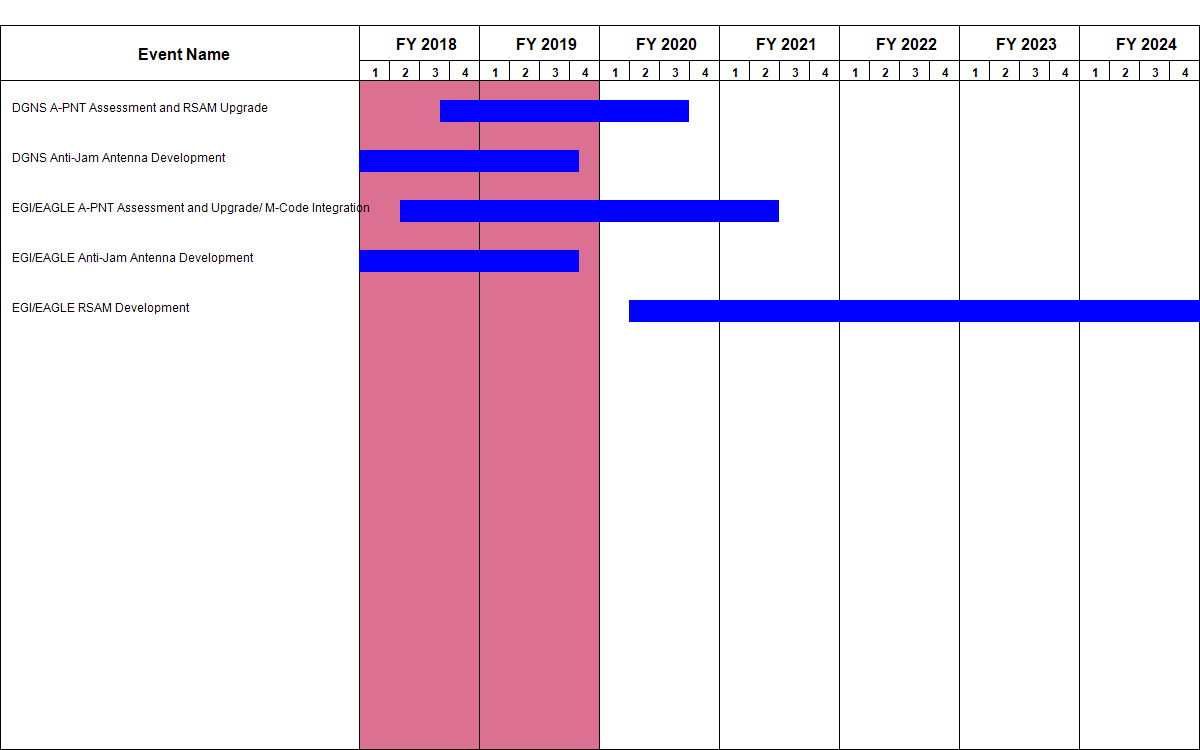 Event Name
FY 2018 FY 2019 FY 2020 FY 2021 FY 2022 FY 2023 FY 2024
1 2 3 4 1 2 3 4 1 2 3 4 1 2 3 4 1 2 3 4 1 2 3 4 1 2 3 4
DGNS A-PNT Assessment and RSAM Upgrade
DGNS Anti-Jam Antenna Development
EGI/EAGLE A-PNT Assessment and Upgrade/ M-Code Integration
EGI/EAGLE Anti-Jam Antenna Development
EGI/EAGLE RSAM Development